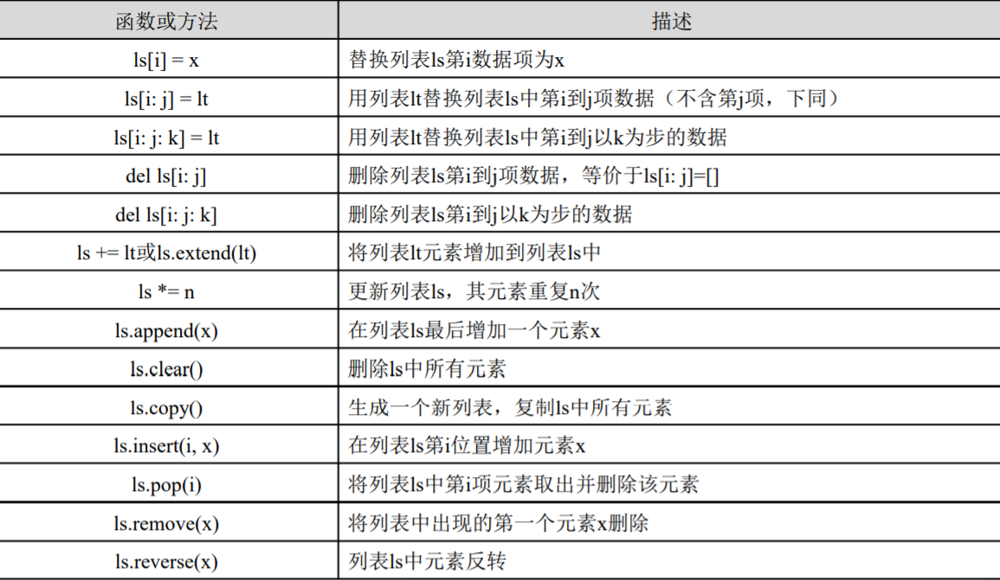 函数或方法 描述
ls[i] = x 替换列表ls第i数据项为x
ls[i: j] = lt 用列表lt替换列表ls中第i到j项数据（不含第j项，下同）
ls[i: j: k] = lt 用列表lt替换列表ls中第i到j以k为步的数据
del ls[i: j] 删除列表ls第i到j项数据，等价于ls[i: j]=[]
del ls[i: j: k] 删除列表ls第i到j以k为步的数据
ls += lt或ls.extend(lt) 将列表lt元素增加到列表ls中
ls *= n 更新列表ls，其元素重复n次
ls.append(x) 在列表ls最后增加一个元素x
ls.clear() 删除ls中所有元素
ls.copy() 生成一个新列表，复制ls中所有元素
ls.insert(i, x) 在列表ls第i位置增加元素x
ls.pop(i) 将列表ls中第i项元素取出并删除该元素
ls.remove(x) 将列表中出现的第一个元素x删除
ls.reverse(x) 列表ls中元素反转